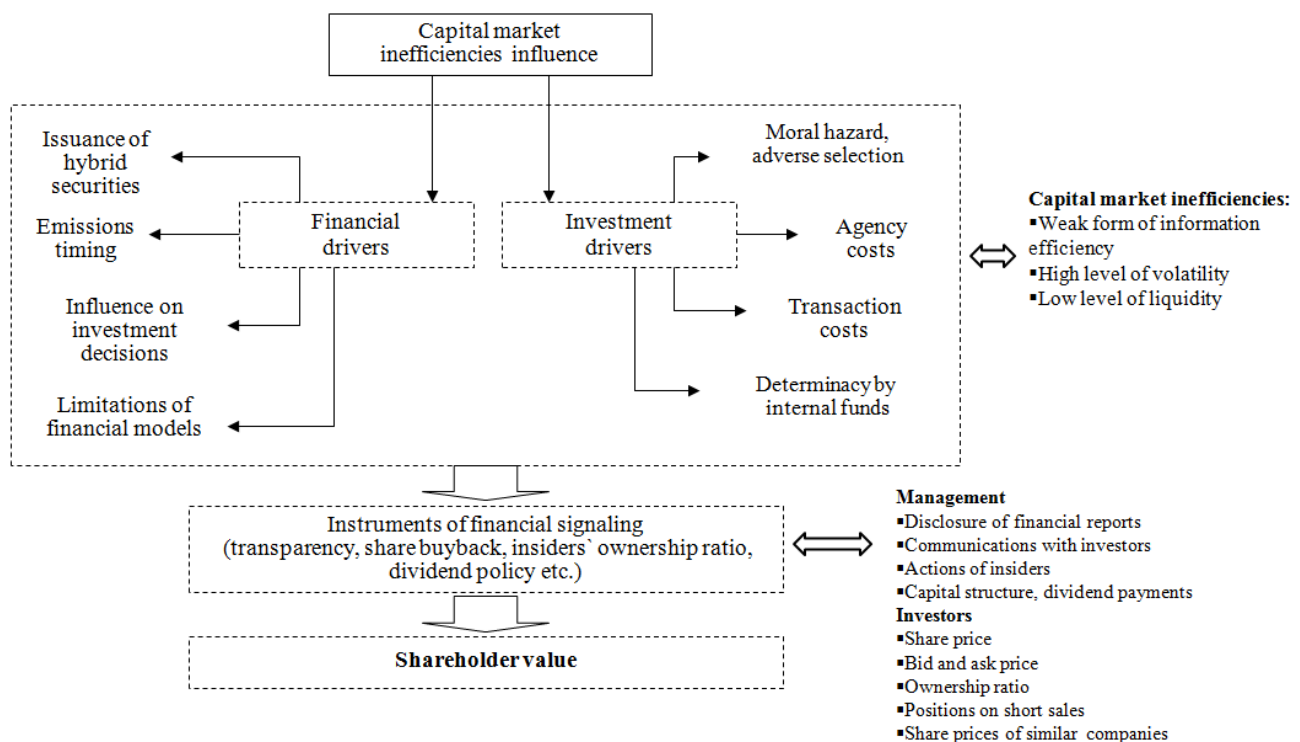 Capital market
inefficiencies influence
Issuance of
hybrid
securities
Emissions
timing
Influence on
investment
decisions
Limitations of
financial models
Financial
drivers
Investment
drivers
Moral hazard,
adverse selection
Agency
costs
Transaction
costs
Determinacy by
internal funds
Capital market inefficiencies:
▪Weak form of information
efficiency
▪High level of volatility
▪Low level of liquidity
Instruments of financial signaling
(transparency, share buyback, insiders` ownership ratio,
dividend policy etc.)
Shareholder value
Management
▪Disclosure of financial reports
▪Communications with investors
▪Actions of insiders
▪Capital structure, dividend payments
Investors
▪Share price
▪Bid and ask price
▪Ownership ratio
▪Positions on short sales
▪Share prices of similar companies